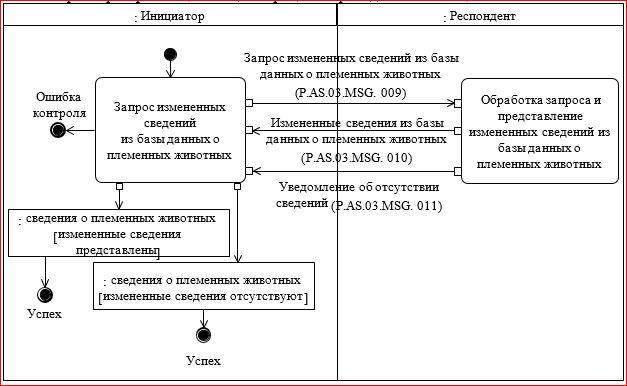 : Инициатор
: Респондент
Запрос измененных сведений из базы
данных о племенных животных
(P.AS.03.MSG. 009)
Ошибка
контроля
Запрос измененных
сведений
из базы данных о
племенных животных
Обработка запроса и
представление
измененных сведений из
базы данных о
племенных животных
Измененные сведения из базы
данных о племенных животных
(P.AS.03.MSG. 010)
Уведомление об отсутствии
сведений (P.AS.03.MSG. 011)
: сведения о племенных животных
[измененные сведения
представлены]
: сведения о племенных животных
[измененные сведения отсутствуют]
Успех
Успех